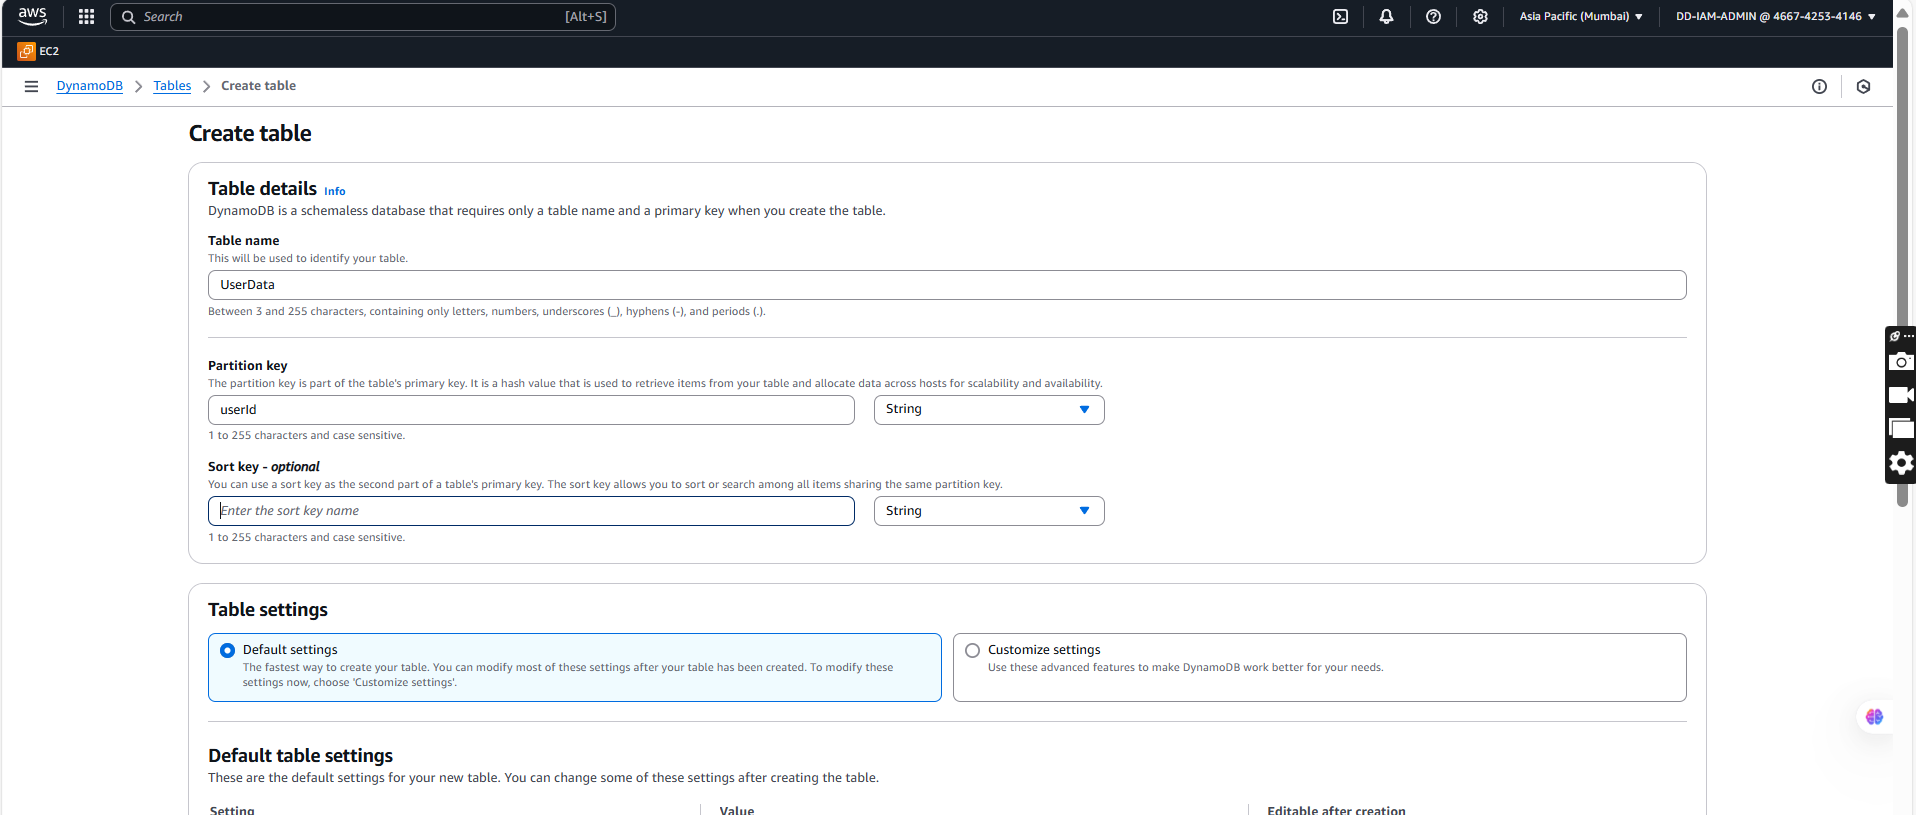 aws
Search
[Alt+S]
Asia Pacific (Mumbai)
DD-IAM-ADMIN @ 4667-4253-4146
EC2
DynamoDB
Tables
Create table
Create table
Table details Info
DynamoDB is a schemaless database that requires only a table name and a primary key when you create the table.
Table name
This will be used to identify your table.
UserData
Between 3 and 255 characters, containing only letters, numbers, underscores (_), hyphens (-), and periods (.).
Partition key
The partition key is part of the table's primary key. It is a hash value that is used to retrieve items from your table and allocate data across hosts for scalability and availability.
userId
String
1 to 255 characters and case sensitive.
Sort key - optional
You can use a sort key as the second part of a table's primary key. The sort key allows you to sort or search among all items sharing the same partition key.
Enter the sort key name
String
1 to 255 characters and case sensitive.
Table settings
Default settings
The fastest way to create your table. You can modify most of these settings after your table has been created. To modify these
settings now, choose 'Customize settings'.
Customize settings
Use these advanced features to make DynamoDB work better for your needs.
Default table settings
These are the default settings for your new table. You can change some of these settings after creating the table.
Setting
Value
Editable after creation